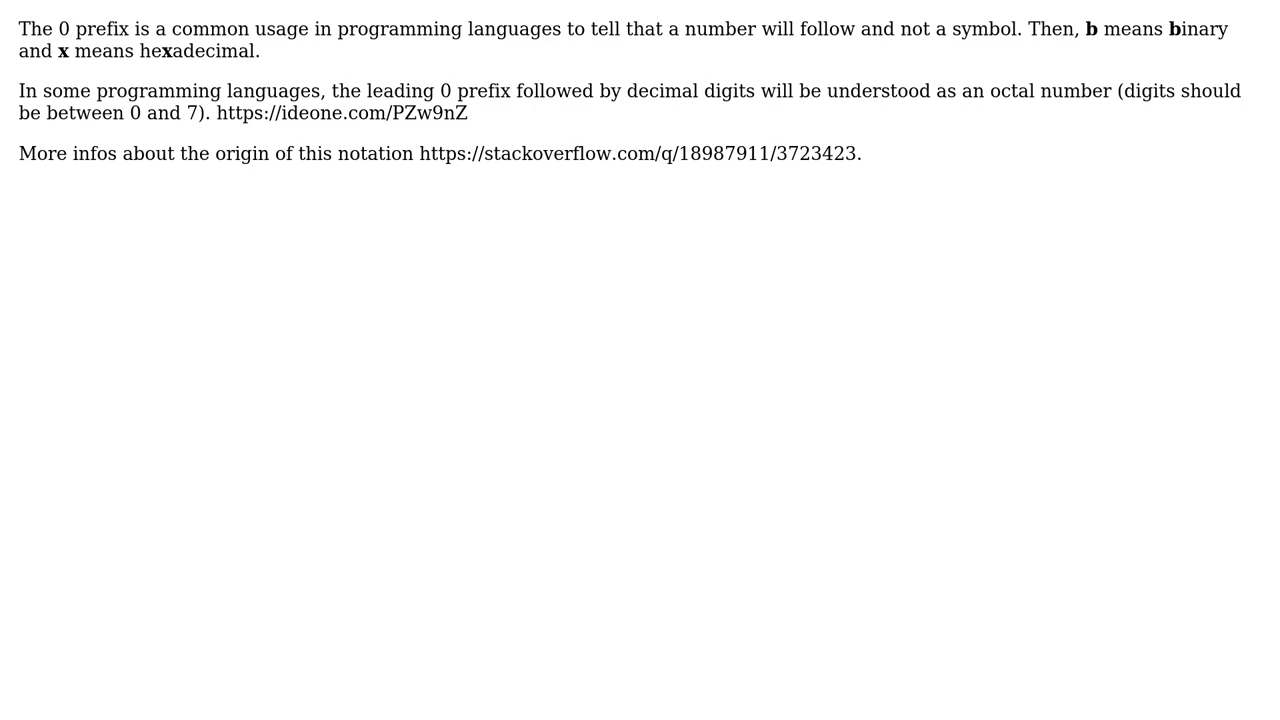 The 0 prefix is a common usage in programming languages to tell that a number will follow and not a symbol. Then, b means binary
and x means hexadecimal.
In some programming languages, the leading 0 prefix followed by decimal digits will be understood as an octal number (digits should
be between 0 and 7). https://ideone.com/PZw9nZ
More infos about the origin of this notation https://stackoverflow.com/q/18987911/3723423.